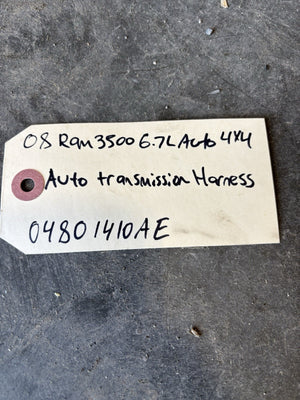 08 Ram 3500 6.7L Auto 4x4
Auto transmission Harness
04801410AE